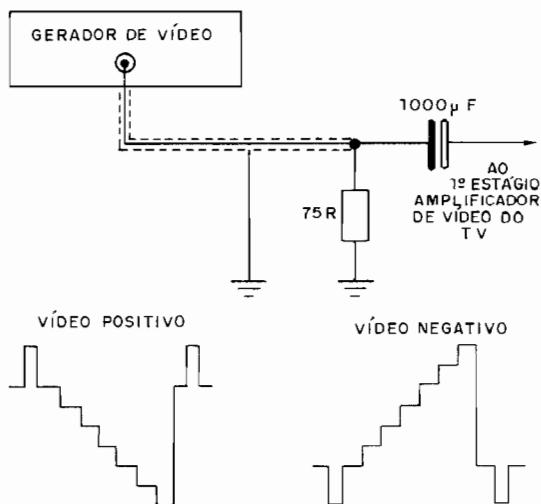 GERADOR DE VÍDEO
1000µF
AO
1º ESTÁGIO
AMPLIFICADOR
DE VÍDEO DO
TV
75R
VÍDEO POSITIVO
VÍDEO NEGATIVO